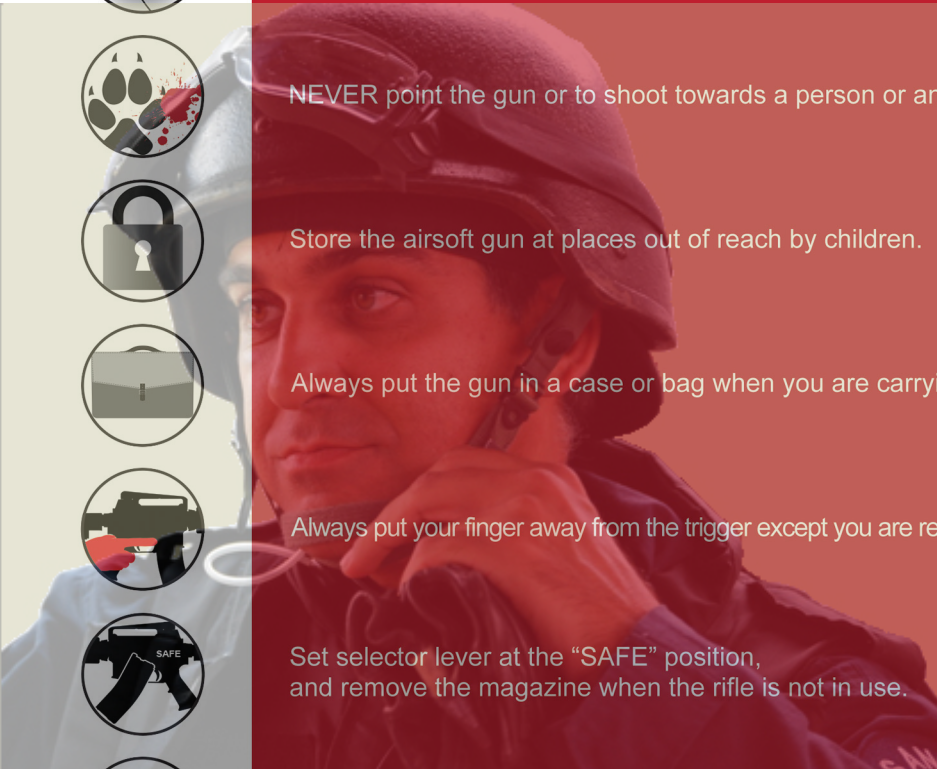 NEVER point the gun or to shoot towards a person or
Store the airsoft gun at places out of reach by children.
Always put the gun in a case or bag when you are
Always put your finger away from the trigger except you are
SAFE
Set selector lever at the “SAFE” position,
and remove the magazine when the rifle is not in use.